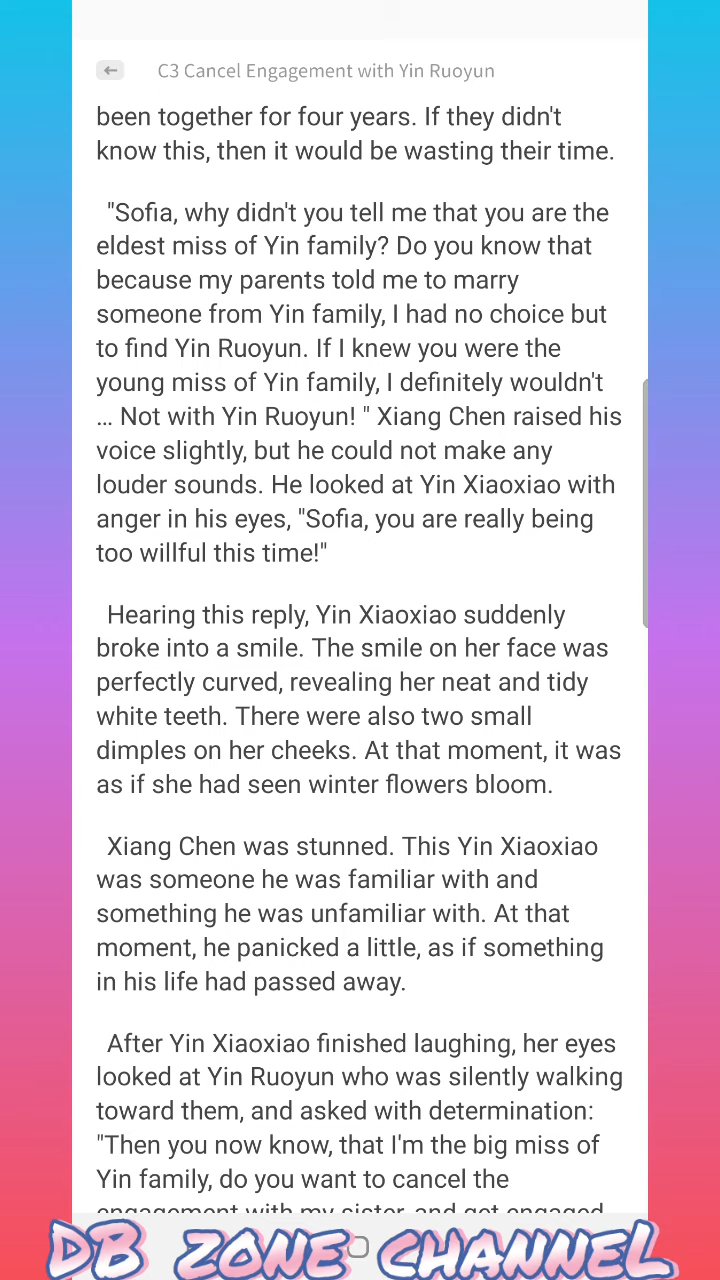 C3 Cancel Engagement with Yin Ruoyun
been together for four years. If they didn't
know this, then it would be wasting their time.
"Sofia, why didn't you tell me that you are the
eldest miss of Yin family? Do you know that
because my parents told me to marry
someone from Yin family, I had no choice but
to find Yin Ruoyun. If I knew you were the
young miss of Yin family, I definitely wouldn't
... Not with Yin Ruoyun! " Xiang Chen raised his
voice slightly, but he could not make any
louder sounds. He looked at Yin Xiaoxiao with
anger in his eyes, "Sofia, you are really being
too willful this time!"
Hearing this reply, Yin Xiaoxiao suddenly
broke into a smile. The smile on her face was
perfectly curved, revealing her neat and tidy
white teeth. There were also two small
dimples on her cheeks. At that moment, it was
as if she had seen winter flowers bloom.
Xiang Chen was stunned. This Yin Xiaoxiao
was someone he was familiar with and
something he was unfamiliar with. At that
moment, he panicked a little, as if something
in his life had passed away.
After Yin Xiaoxiao finished laughing, her eyes
looked at Yin Ruoyun who was silently walking
toward them, and asked with determination:
"Then you now know, that I'm the big miss of
Yin family, do you want to cancel the
engagement with my sister, and get engaged
DB ZONE CHANNEL